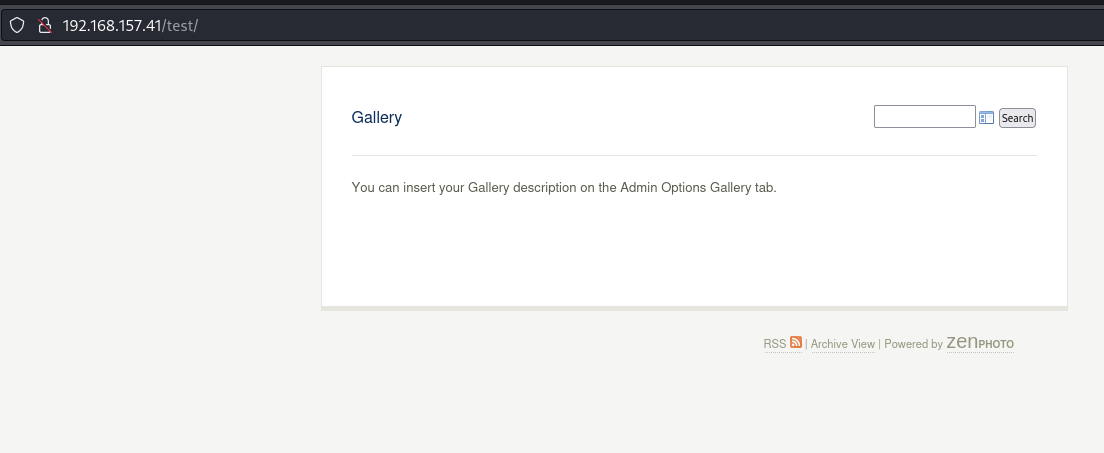 192.168.157.41/test/
Gallery
Search
You can insert your Gallery description on the Admin Options Gallery tab.
RSS | Archive View | Powered by zenPHOTO